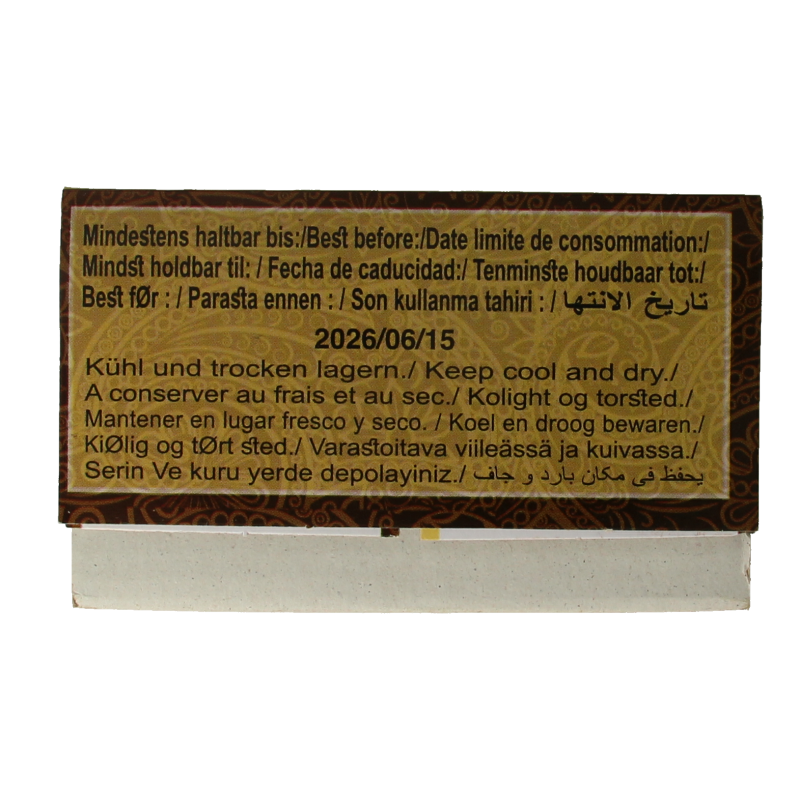 Mindestens haltbar bis:/Best before:/Date limite de consommation:/
Mindst holdbar til: / Fecha de caducidad:/ Tenminste houdbaar tot:/
Best fØr : / Parasta ennen : / Son kullanma tahiri : / تاريخ الانتها
2026/06/15
Kühl und trocken lagern./ Keep cool and dry./
A conserver au frais et au sec./ Kolight og torsted./
Mantener en lugar fresco y seco. / Koel en droog bewaren./
KiØlig og tØrt sted./ Varastoitava viileässä ja kuivassa./
Serin Ve kuru yerde depolayiniz./ يحفظ في مكان بارد و جاف